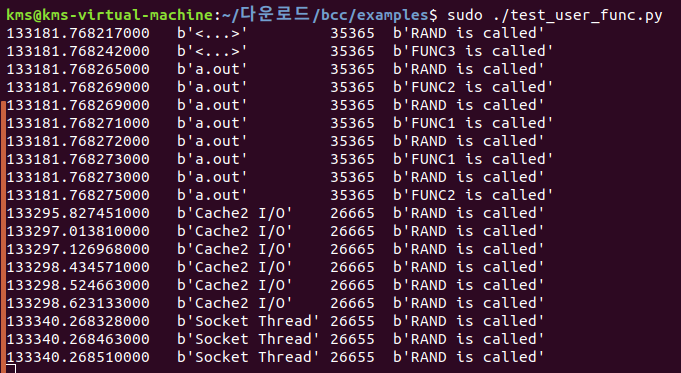 kms@kms-virtual-machine:~/다운로드/bcc/examples$ sudo ./test_user_func.py
133181.768217000 b'<...>' 35365 b'RAND is called'
133181.768242000 b'<...>' 35365 b'FUNC3 is called'
133181.768265000 b'a.out' 35365 b'RAND is called'
133181.768269000 b'a.out' 35365 b'FUNC2 is called'
133181.768269000 b'a.out' 35365 b'RAND is called'
133181.768271000 b'a.out' 35365 b'FUNC1 is called'
133181.768272000 b'a.out' 35365 b'RAND is called'
133181.768273000 b'a.out' 35365 b'FUNC1 is called'
133181.768273000 b'a.out' 35365 b'RAND is called'
133181.768275000 b'a.out' 35365 b'FUNC2 is called'
133295.827451000 b'Cache2 I/O' 26665 b'RAND is called'
133297.013810000 b'Cache2 I/O' 26665 b'RAND is called'
133297.126968000 b'Cache2 I/O' 26665 b'RAND is called'
133298.434571000 b'Cache2 I/O' 26665 b'RAND is called'
133298.524663000 b'Cache2 I/O' 26665 b'RAND is called'
133298.623133000 b'Cache2 I/O' 26665 b'RAND is called'
133340.268328000 b'Socket Thread' 26655 b'RAND is called'
133340.268463000 b'Socket Thread' 26655 b'RAND is called'
133340.268510000 b'Socket Thread' 26655 b'RAND is called'